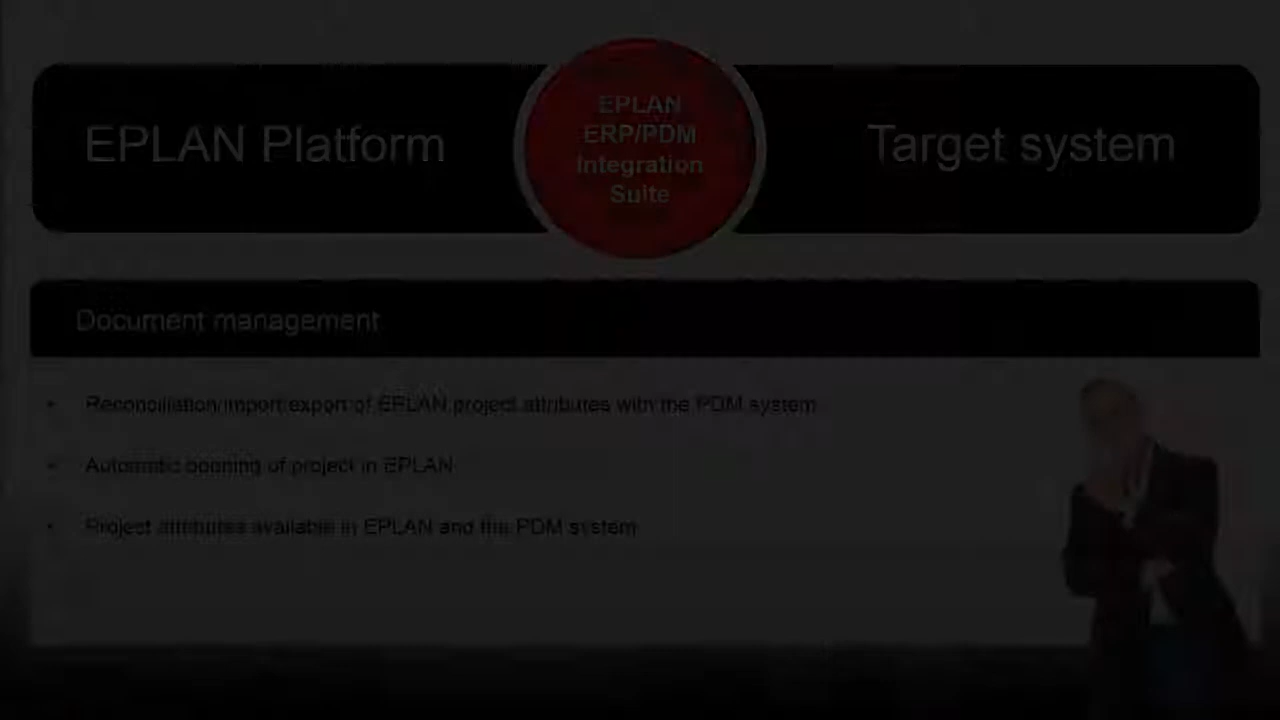 EPLAN Platform
EPLAN
ERP/PDM
Integration
Suite
Target system
Document management
• Reconciliation/import/export of EPLAN project attributes with the PDM system
• Automatic opening of project in EPLAN
• Project attributes available in EPLAN and the PDM system